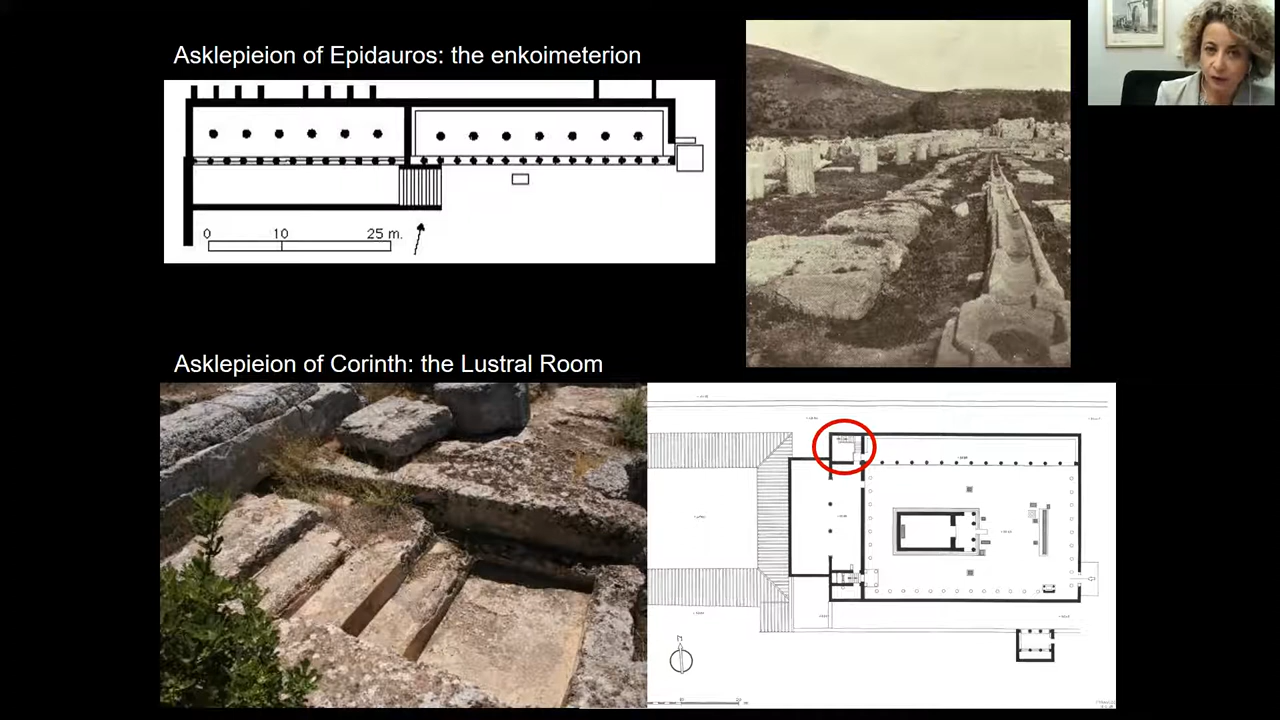 Asklepieion of Epidauros: the enkoimeterion
0 10 25 m.
Asklepieion of Corinth: the Lustral Room